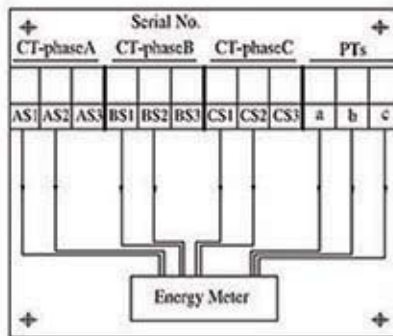 Serial No.
CT-phaseA CT-phaseB CT-phaseC PTs
AS1 AS2 AS3 BS1 BS2 BS3 CS1 CS2 CS3 a b c
Energy Meter